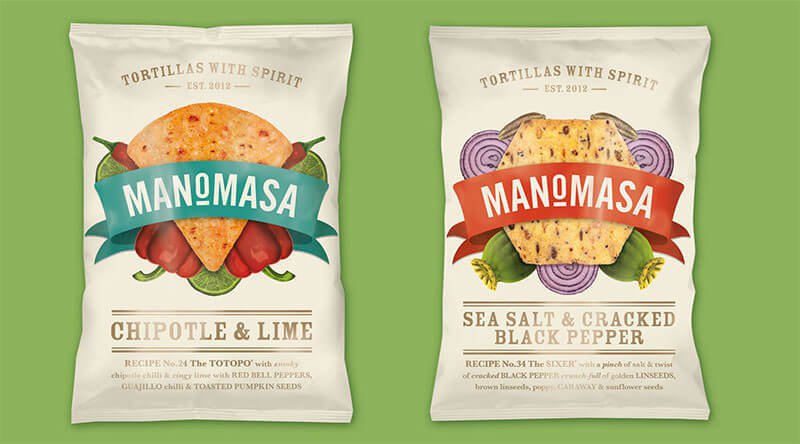 TORTILLAS WITH SPIRIT
EST. 2012
MANOMASA
CHIPOTLE & LIME
RECIPE No.24 The TOTOPO® with smoky
chipotle chilli & zingy lime with RED BELL PEPPERS,
GUAJILLO chilli & TOASTED PUMPKIN SEEDS
TORTILLAS WITH SPIRIT
EST. 2012
MANOMASA
SEA SALT & CRACKED
BLACK PEPPER
RECIPE No.34 The SIXER® with a pinch of salt & twist
of cracked BLACK PEPPER crunch-full of golden LINSEEDS,
brown linseeds, poppy, CARAWAY & sunflower seeds